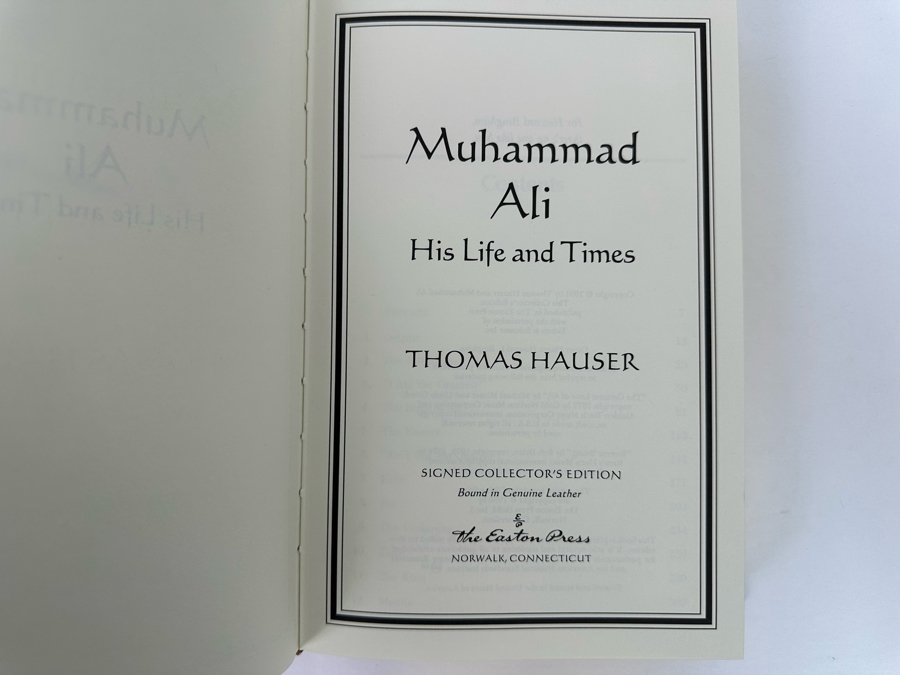 Muhammad
Ali
His Life and Times
THOMAS HAUSER
SIGNED COLLECTOR'S EDITION
Bound in Genuine Leather
The Easton Press
NORWALK, CONNECTICUT